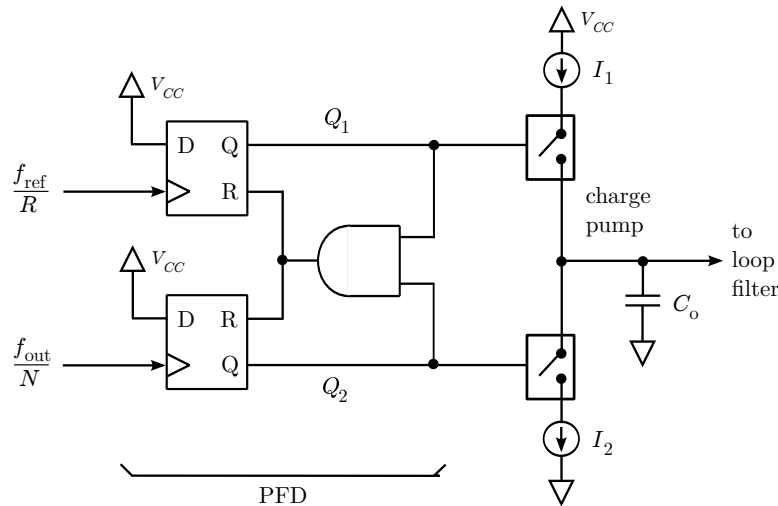 V_CC
I_1
V_CC
Q_1
D Q
f_ref/R
R
charge
pump
to
loop
filter
V_CC
C_o
D R
f_out/N
Q
Q_2
I_2
PFD